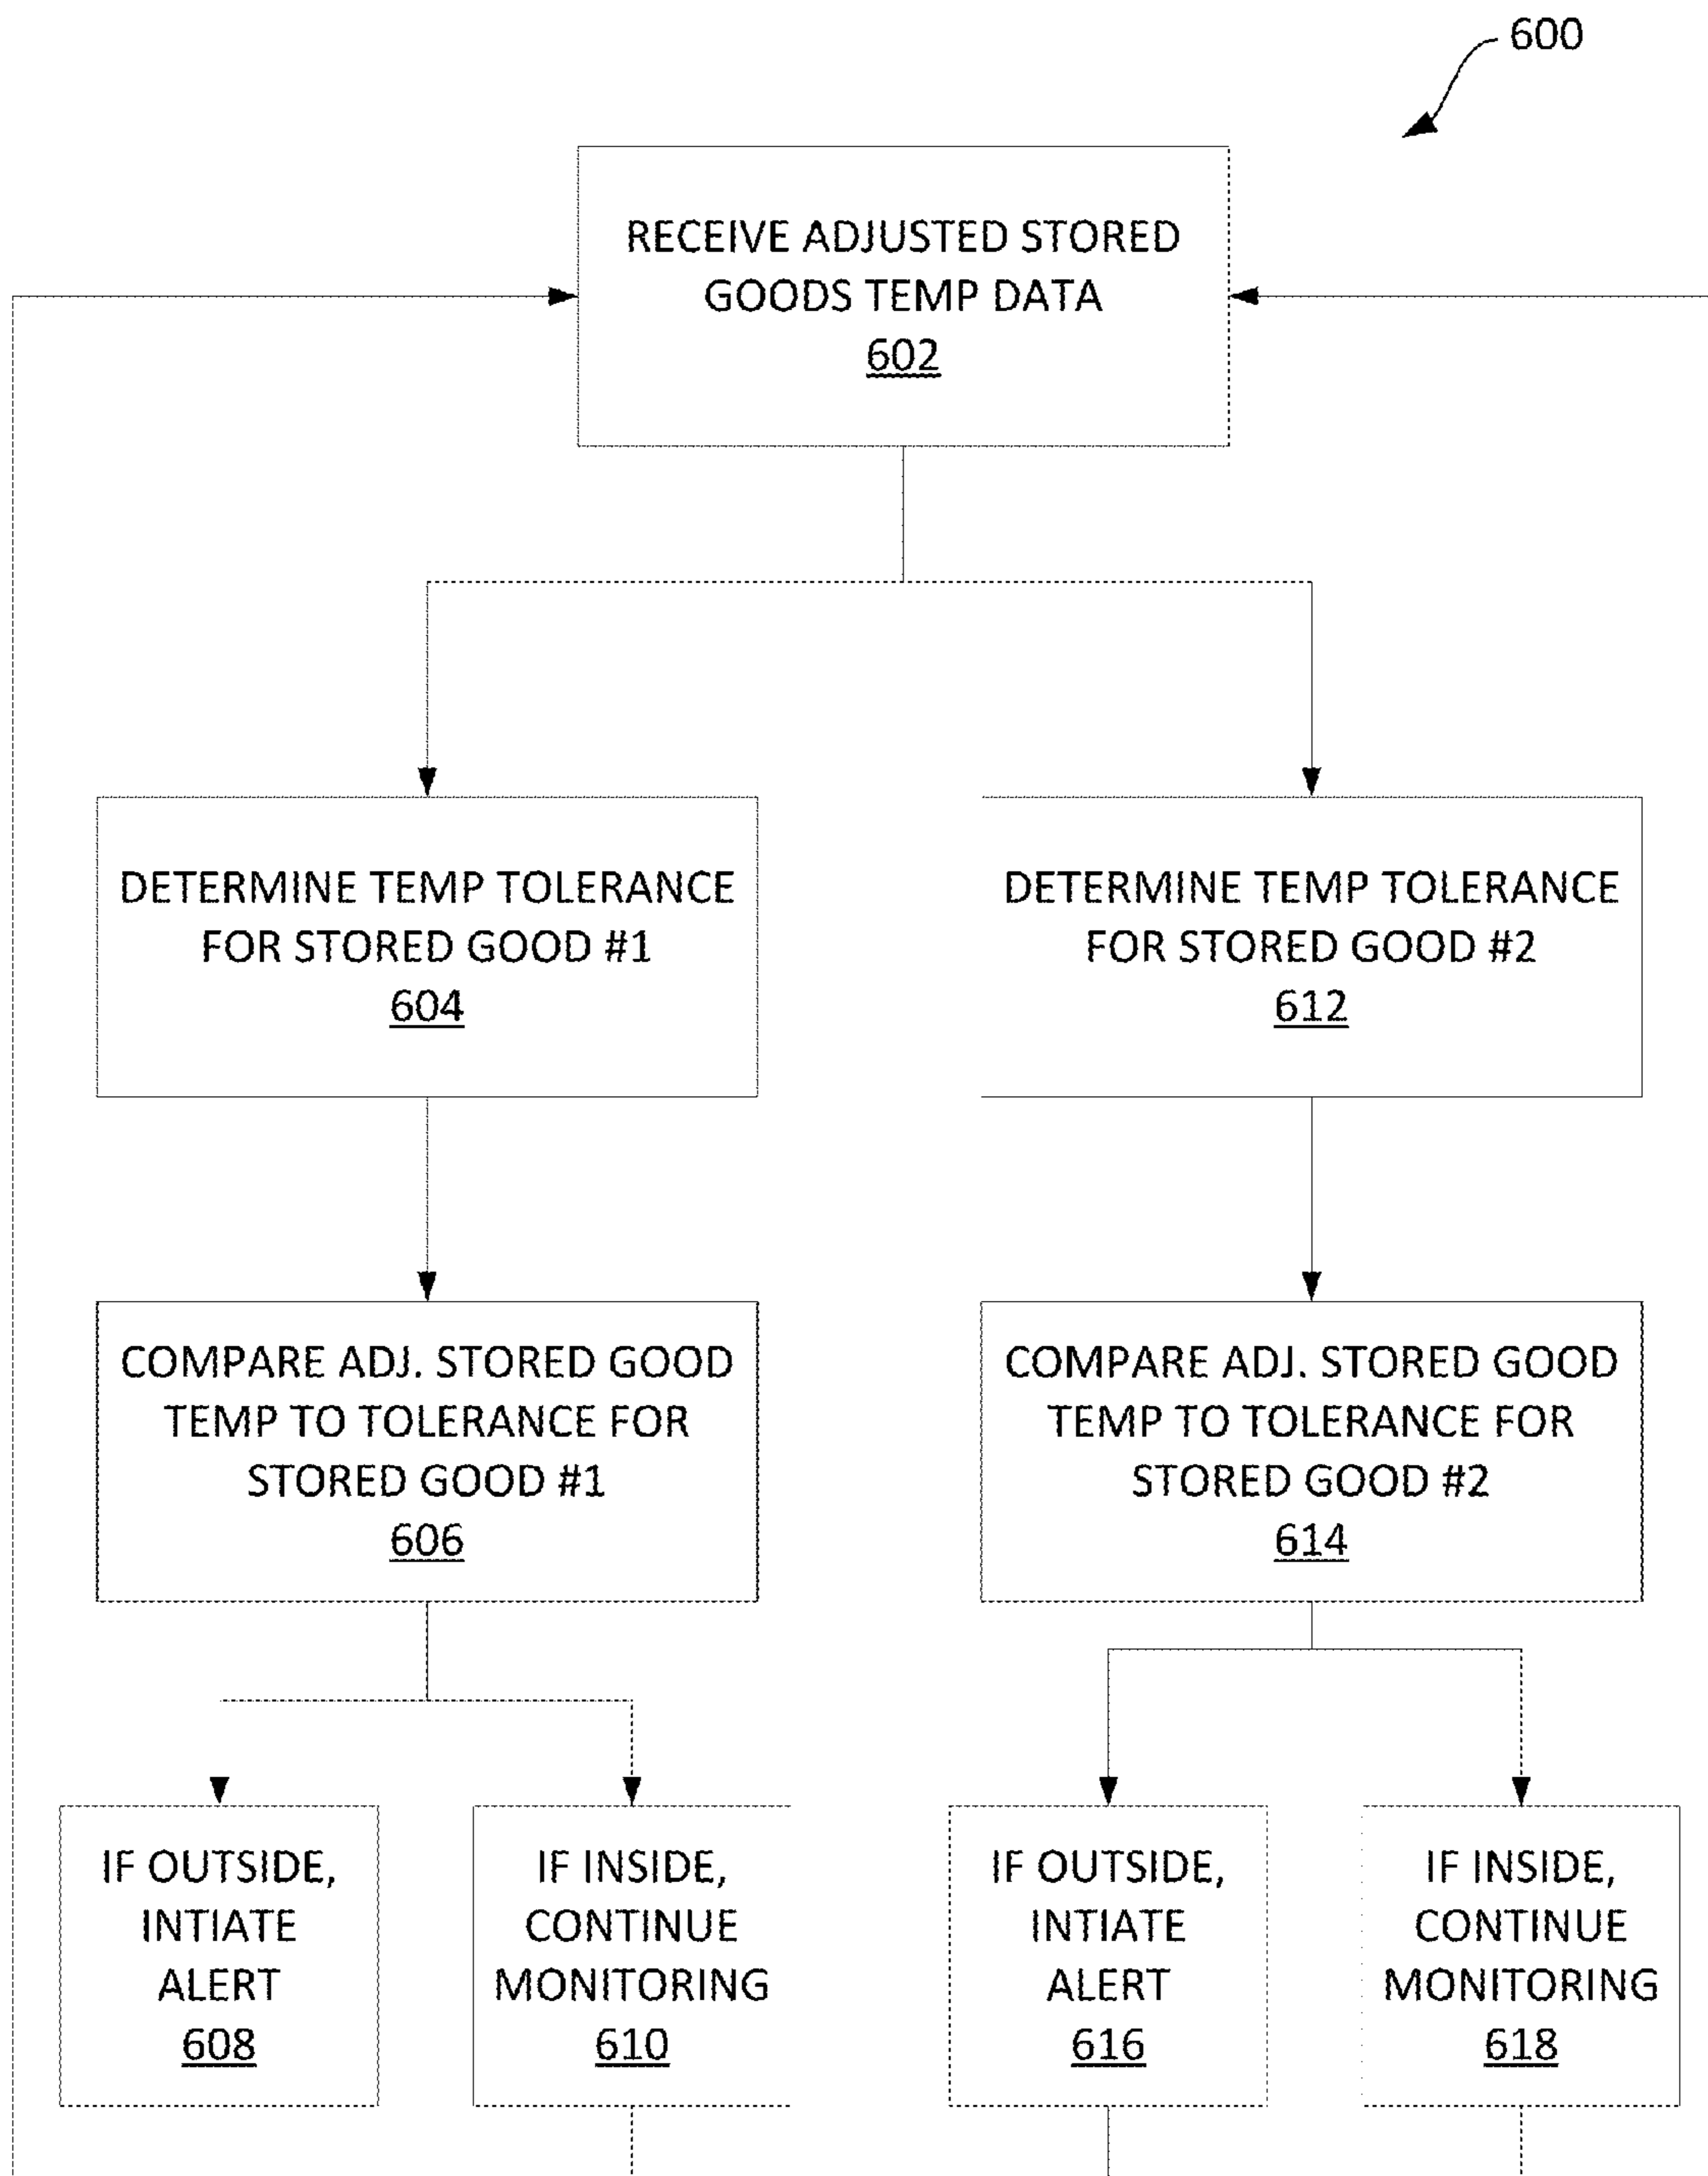 600
RECEIVE ADJUSTED STORED
GOODS TEMP DATA
602
DETERMINE TEMP TOLERANCE
FOR STORED GOOD #1
604
DETERMINE TEMP TOLERANCE
FOR STORED GOOD #2
612
COMPARE ADJ. STORED GOOD
TEMP TO TOLERANCE FOR
STORED GOOD #1
606
COMPARE ADJ. STORED GOOD
TEMP TO TOLERANCE FOR
STORED GOOD #2
614
IF OUTSIDE,
INTIATE
ALERT
608
IF INSIDE,
CONTINUE
MONITORING
610
IF OUTSIDE,
INTIATE
ALERT
616
IF INSIDE,
CONTINUE
MONITORING
618